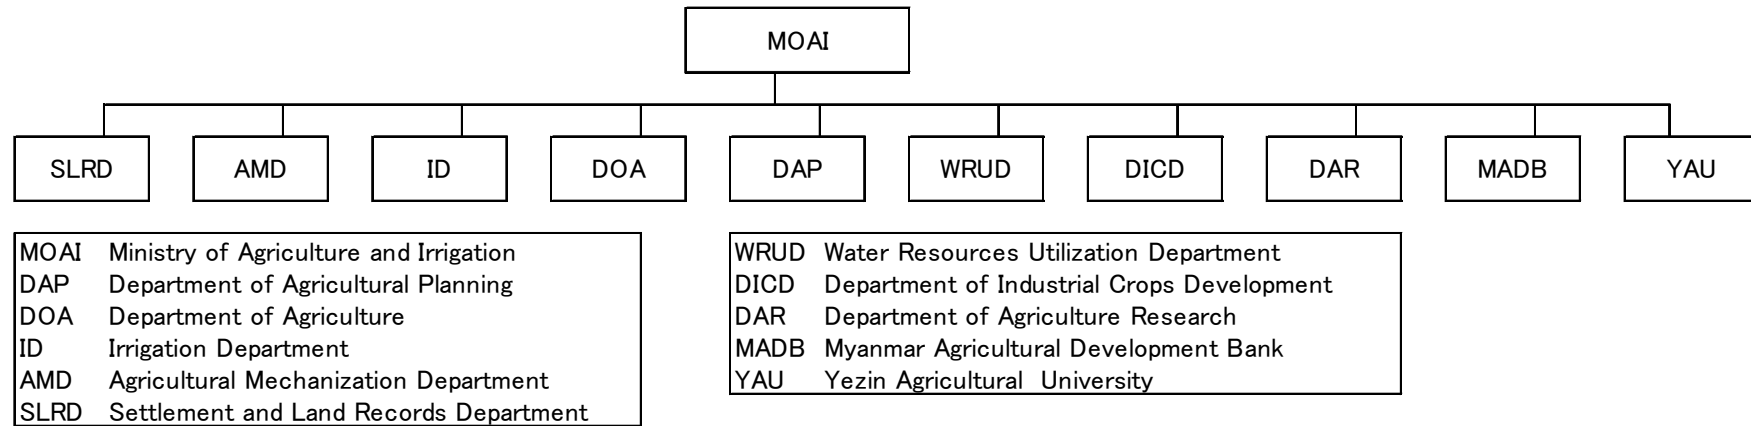 MOAI
SLRD AMD ID DOA DAP WRUD DICD DAR MADB YAU
MOAI Ministry of Agriculture and Irrigation
DAP Department of Agricultural Planning
DOA Department of Agriculture
ID Irrigation Department
AMD Agricultural Mechanization Department
SLRD Settlement and Land Records Department
WRUD Water Resources Utilization Department
DICD Department of Industrial Crops Development
DAR Department of Agriculture Research
MADB Myanmar Agricultural Development Bank
YAU Yezin Agricultural University